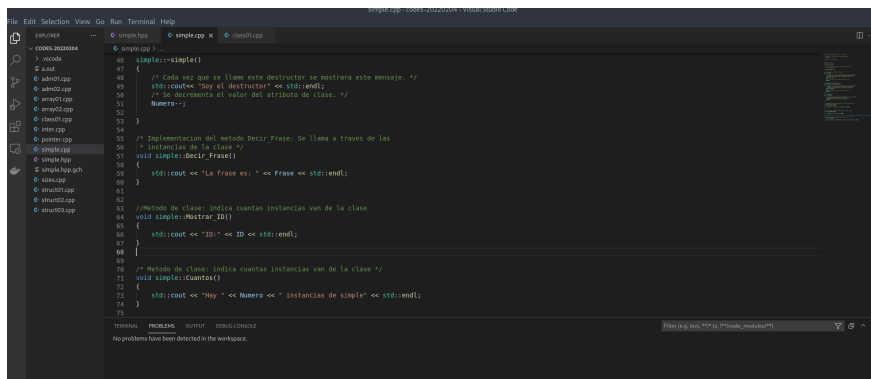 simple.cpp - codes-20220204 - Visual Studio Code
File Edit Selection View Go Run Terminal Help
EXPLORER ...
CODES-20220204
> .vscode
a.out
adm01.cpp
adm02.cpp
array01.cpp
array02.cpp
class01.cpp
inter.cpp
pointer.cpp
simple.cpp
simple.hpp
simple.hpp.gch
sizes.cpp
struct01.cpp
struct02.cpp
struct03.cpp
simple.hpp simple.cpp × class01.cpp
simple.cpp > ...
46 simple::~simple()
47 {
48 /* Cada vez que se llame este destructor se mostrara este mensaje. */
49 std::cout<< "Soy el destructor" << std::endl;
50 /* Se decrementa el valor del atributo de clase. */
51 Numero--;
52
53 }
54
55 /* Implementacion del metodo Decir_Frase: Se llama a traves de las
56 * instancias de la clase */
57 void simple::Decir_Frase()
58 {
59 std::cout << "La frase es: " << Frase << std::endl;
60 }
61
62
63 //Metodo de clase: indica cuantas instancias van de la clase
64 void simple::Mostrar_ID()
65 {
66 std::cout << "ID:" << ID << std::endl;
67 }
68
69
70 /* Metodo de clase: indica cuantas instancias van de la clase */
71 void simple::Cuantos()
72 {
73 std::cout << "Hay " << Numero << " instancias de simple" << std::endl;
74 }
75
TERMINAL PROBLEMS OUTPUT DEBUG CONSOLE
Filter (e.g. text, **/*.ts, !**/node_modules/**)
No problems have been detected in the workspace.